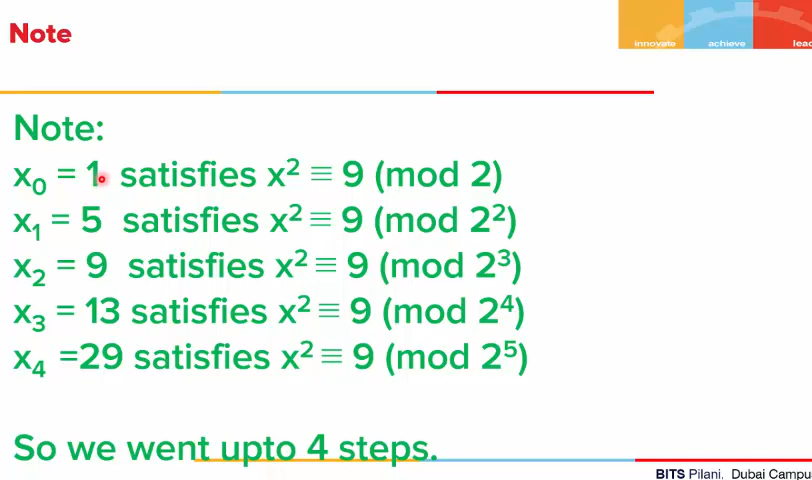 Note
innovate achieve lead
Note:
x₀ = 1 satisfies x² ≡ 9 (mod 2)
x₁ = 5 satisfies x² ≡ 9 (mod 2²)
x₂ = 9 satisfies x² ≡ 9 (mod 2³)
x₃ = 13 satisfies x² ≡ 9 (mod 2⁴)
x₄ =29 satisfies x² ≡ 9 (mod 2⁵)
So we went upto 4 steps.
BITS Pilani, Dubai Campu